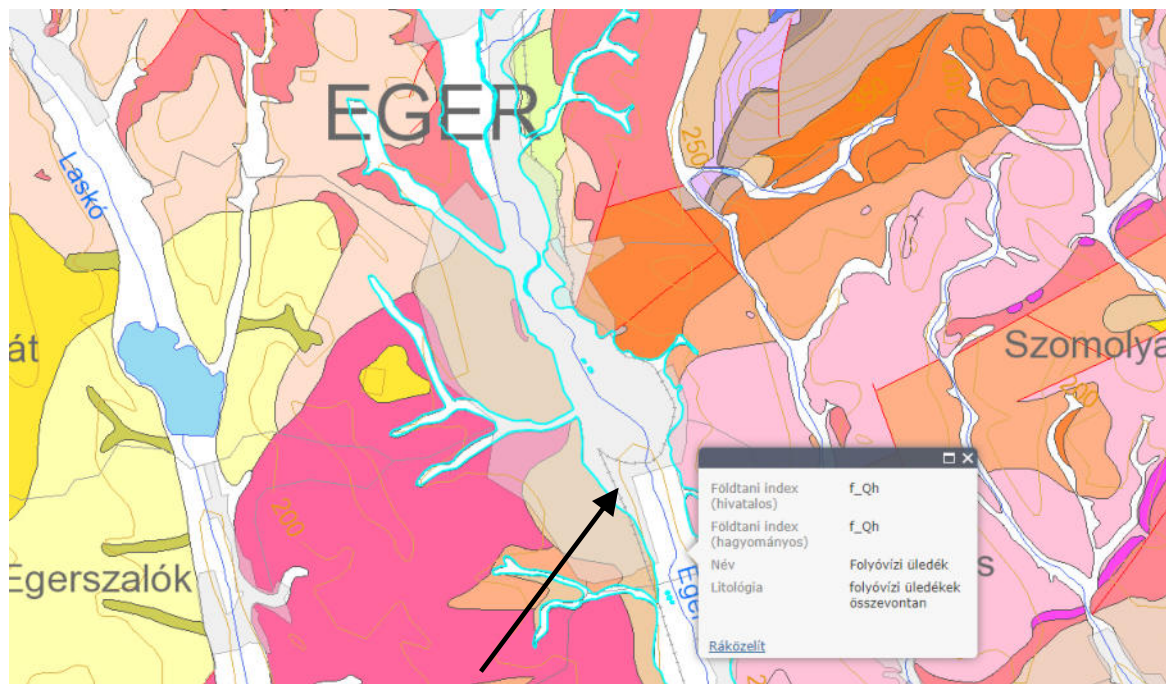 EGER
Laskó
250
350
át
Szomolya
200
Egerszalók
Földtani index f_Qh
(hivatalos)
Földtani index f_Qh
(hagyományos)
Név Folyóvízi üledék
Litológia folyóvízi üledékek
összevontan
Ráközelít
Eger
s